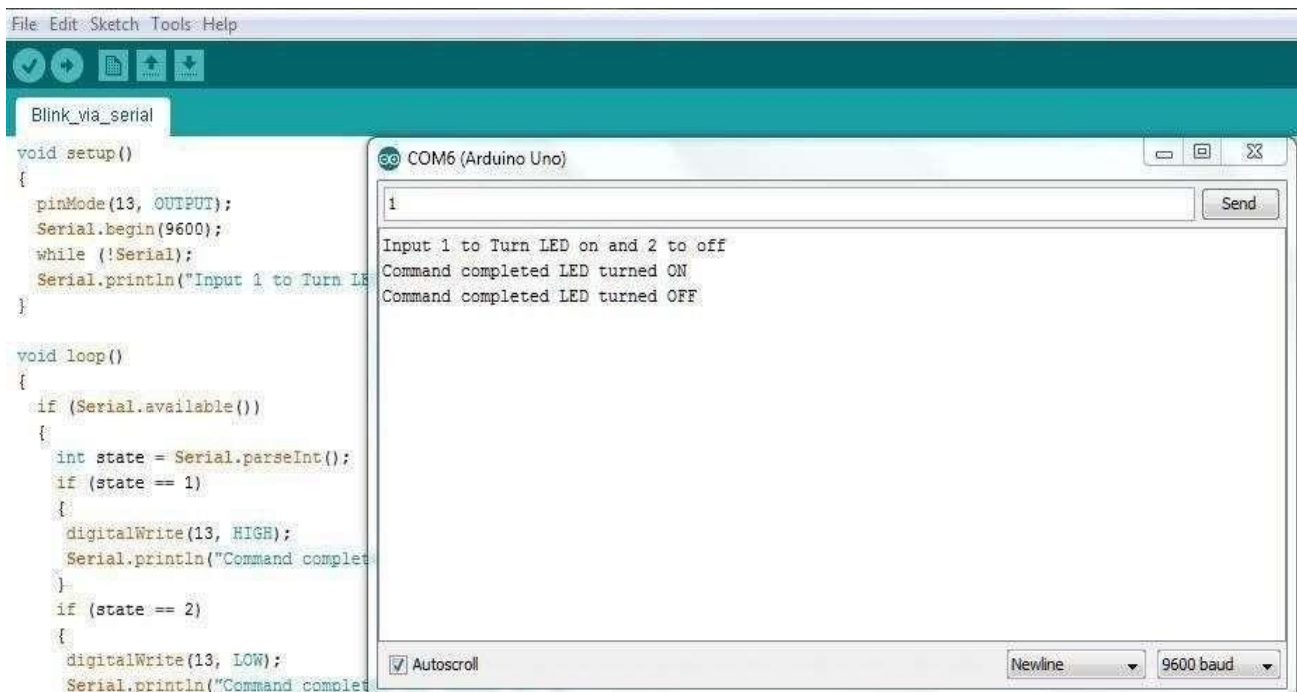 File Edit Sketch Tools Help
Blink_via_serial
void setup()
{
pinMode(13, OUTPUT);
Serial.begin(9600);
while (!Serial);
Serial.println("Input 1 to Turn LE
}
void loop()
{
if (Serial.available())
{
int state = Serial.parseInt();
if (state == 1)
{
digitalWrite(13, HIGH);
Serial.println("Command complet
}
if (state == 2)
{
digitalWrite(13, LOW);
Serial.println("Command complet
COM6 (Arduino Uno)
1
Send
Input 1 to Turn LED on and 2 to off
Command completed LED turned ON
Command completed LED turned OFF
Autoscroll
Newline
9600 baud